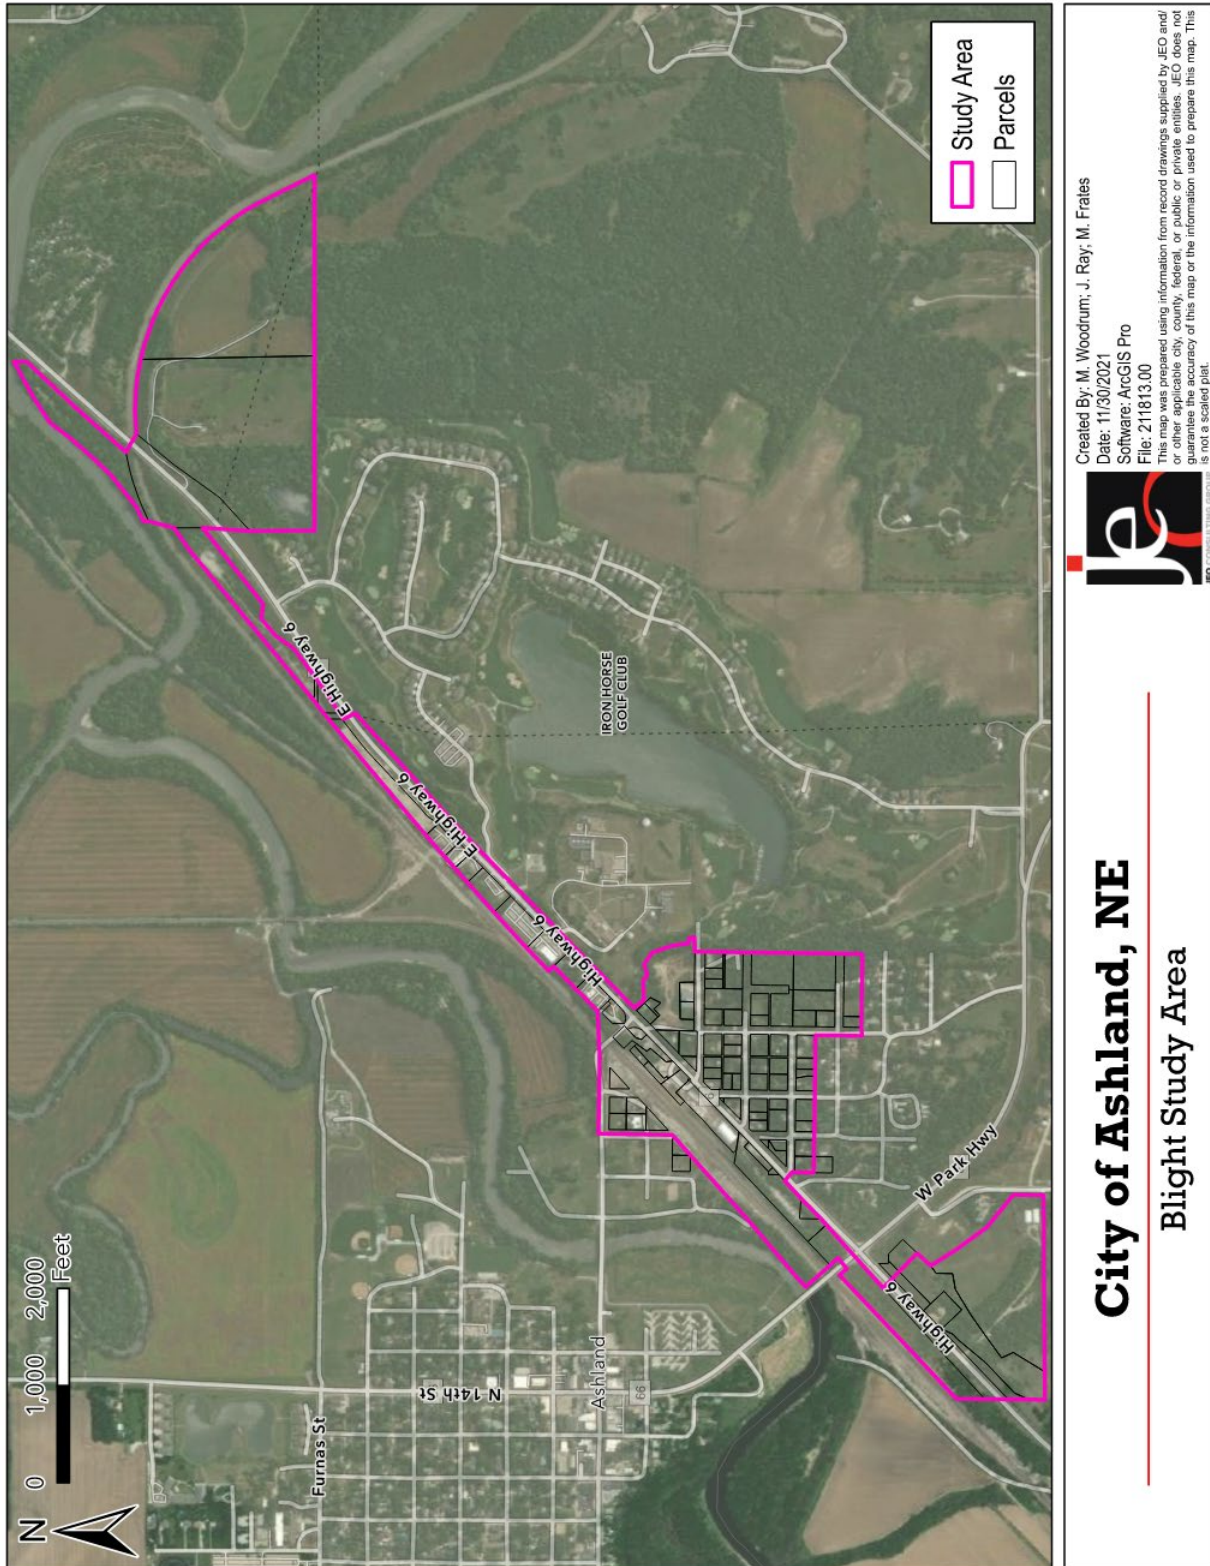 N
0 1,000 2,000
Feet
Furnas St
N 14th St
Ashland
66
E Highway 6
E Highway 6
Highway 6
IRON HORSE
GOLF CLUB
W Park Hwy
Highway 6
Study Area
Parcels
City of Ashland, NE
Blight Study Area
jeo
JEO CONSULTING GROUP
Created By: M. Woodrum; J. Ray; M. Frates
Date: 11/30/2021
Software: ArcGIS Pro
File: 211813.00
This map was prepared using information from record drawings supplied by JEO and/
or other applicable city, county, federal, or public or private entities. JEO does not
guarantee the accuracy of this map or the information used to prepare this map. This
is not a scaled plat.